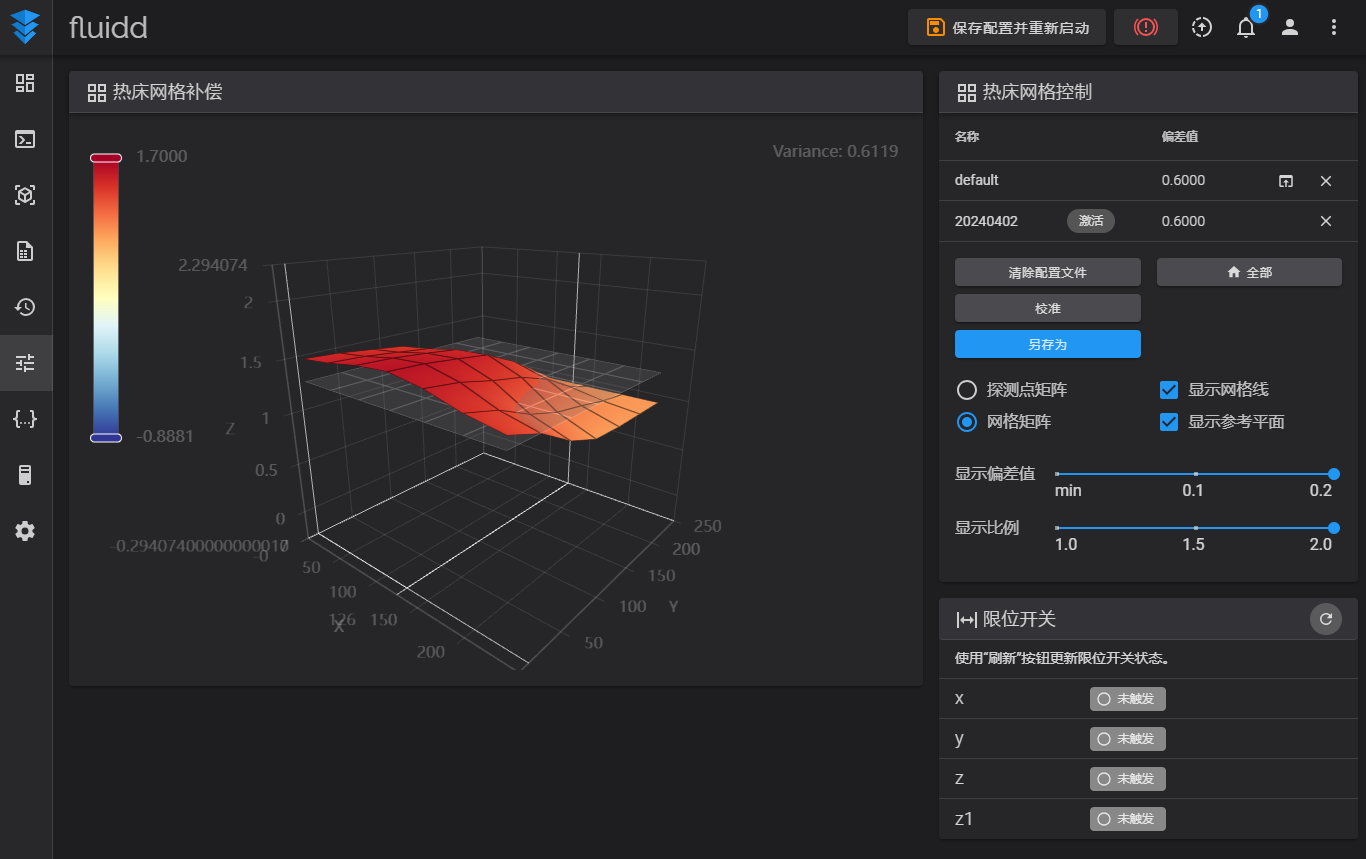 fluidd
保存配置并重新启动
1
热床网格补偿
1.7000
Variance: 0.6119
2.294074
2
1.5
1
Z
-0.8881
0.5
0
-0.2940740000000001
-0
50
100
126
150
X
200
250
200
150
100
Y
50
热床网格控制
名称 偏差值
default 0.6000
20240402 激活 0.6000
清除配置文件 全部
校准
另存为
探测点矩阵 显示网格线
网格矩阵 显示参考平面
显示偏差值
min 0.1 0.2
显示比例
1.0 1.5 2.0
限位开关
使用“刷新”按钮更新限位开关状态。
x 未触发
y 未触发
z 未触发
z1 未触发